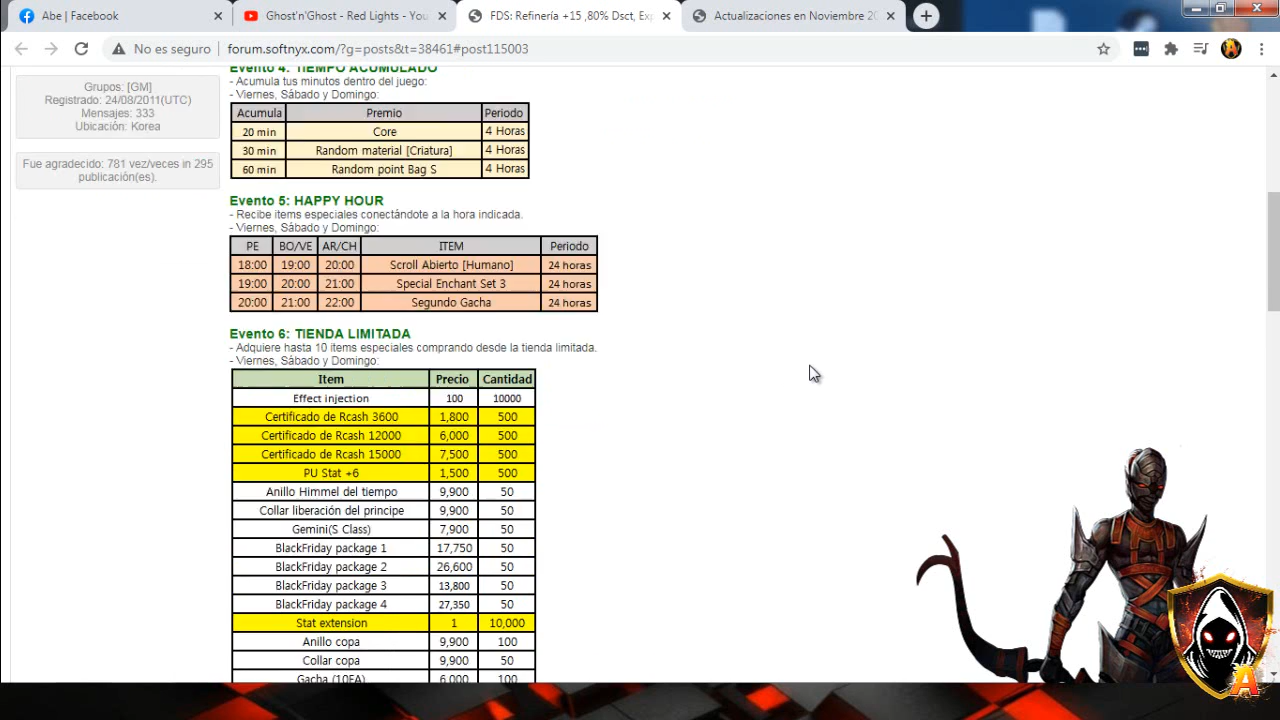 Abe | Facebook
Ghost'n'Ghost - Red Lights - You
FDS: Refinería +15 ,80% Dsct, Ex
Actualizaciones en Noviembre 20
No es seguro
forum.softnyx.com/?g=posts&t=38461#post115003
Grupos: [GM]
Registrado: 24/08/2011(UTC)
Mensajes: 333
Ubicación: Korea
Fue agradecido: 781 vez/veces in 295
publicación(es).
Evento 4: TIEMPO ACUMULADO
- Acumula tus minutos dentro del juego:
- Viernes, Sábado y Domingo:
Acumula Premio Periodo
20 min Core 4 Horas
30 min Random material [Criatura] 4 Horas
60 min Random point Bag S 4 Horas
Evento 5: HAPPY HOUR
- Recibe items especiales conectándote a la hora indicada.
- Viernes, Sábado y Domingo:
PE BO/VE AR/CH ITEM Periodo
18:00 19:00 20:00 Scroll Abierto [Humano] 24 horas
19:00 20:00 21:00 Special Enchant Set 3 24 horas
20:00 21:00 22:00 Segundo Gacha 24 horas
Evento 6: TIENDA LIMITADA
- Adquiere hasta 10 items especiales comprando desde la tienda limitada.
- Viernes, Sábado y Domingo:
Item Precio Cantidad
Effect injection 100 10000
Certificado de Rcash 3600 1,800 500
Certificado de Rcash 12000 6,000 500
Certificado de Rcash 15000 7,500 500
PU Stat +6 1,500 500
Anillo Himmel del tiempo 9,900 50
Collar liberación del principe 9,900 50
Gemini(S Class) 7,900 50
BlackFriday package 1 17,750 50
BlackFriday package 2 26,600 50
BlackFriday package 3 13,800 50
BlackFriday package 4 27,350 50
Stat extension 1 10,000
Anillo copa 9,900 100
Collar copa 9,900 50
Gacha (10EA) 6,000 100
A